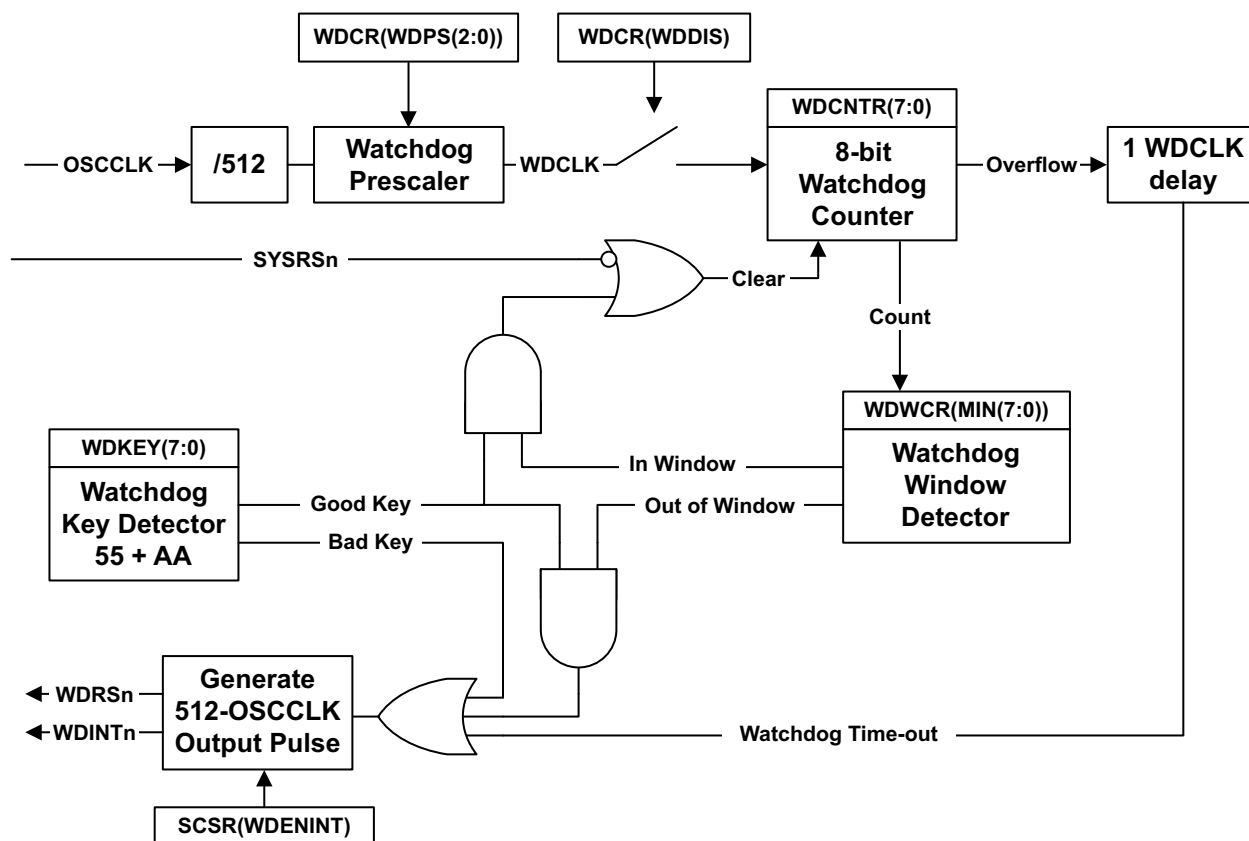 WDCR(WDPS(2:0))
WDCR(WDDIS)
WDCNTR(7:0)
OSCCLK
/512
Watchdog
Prescaler
WDCLK
8-bit
Watchdog
Counter
Overflow
1 WDCLK
delay
SYSRSn
Clear
Count
WDWCR(MIN(7:0))
WDKEY(7:0)
Watchdog
Key Detector
55 + AA
Good Key
Bad Key
In Window
Out of Window
Watchdog
Window
Detector
WDRSn
WDINTn
Generate
512-OSCCLK
Output Pulse
Watchdog Time-out
SCSR(WDENINT)